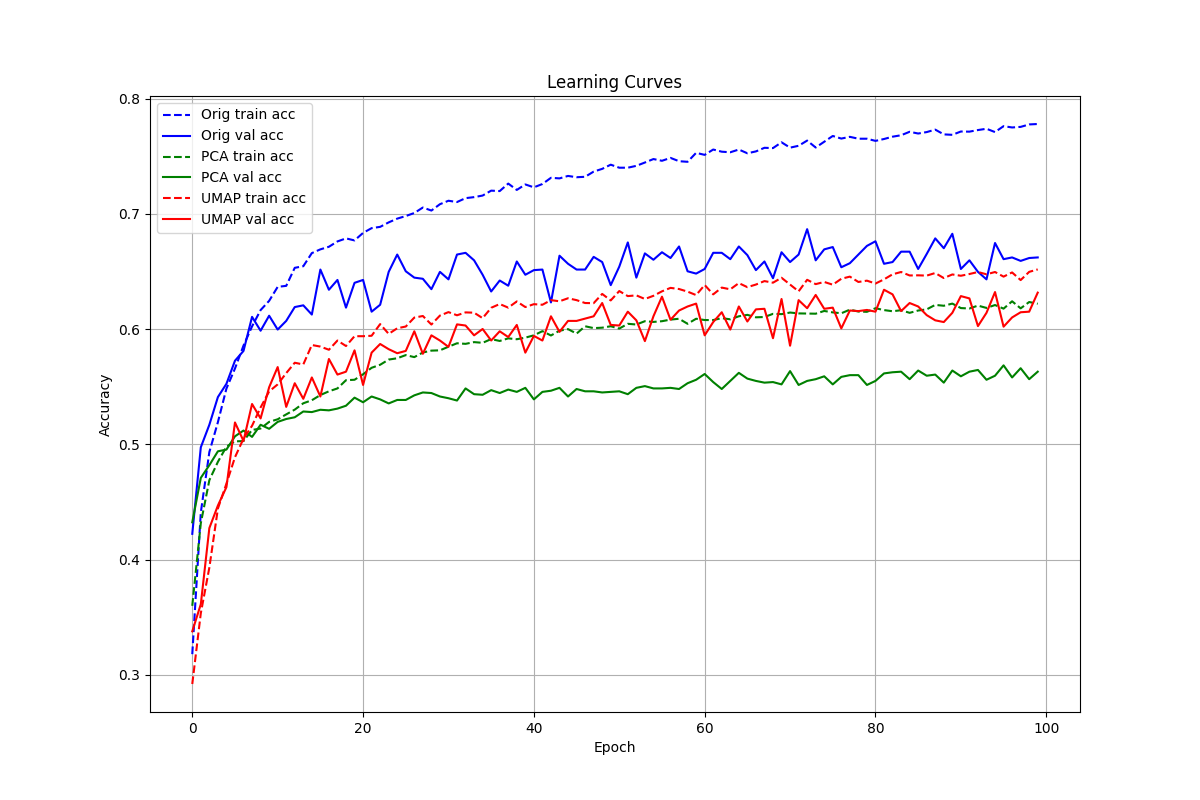 Learning Curves
0.8
0.7
0.6
0.5
0.4
0.3
Accuracy
Orig train acc
Orig val acc
PCA train acc
PCA val acc
UMAP train acc
UMAP val acc
0 20 40 60 80 100
Epoch